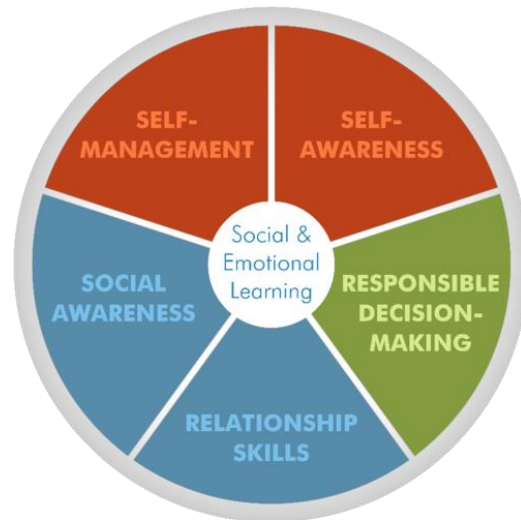 SELF-
MANAGEMENT
SELF-
AWARENESS
Social &
Emotional
Learning
SOCIAL
AWARENESS
RESPONSIBLE
DECISION-
MAKING
RELATIONSHIP
SKILLS